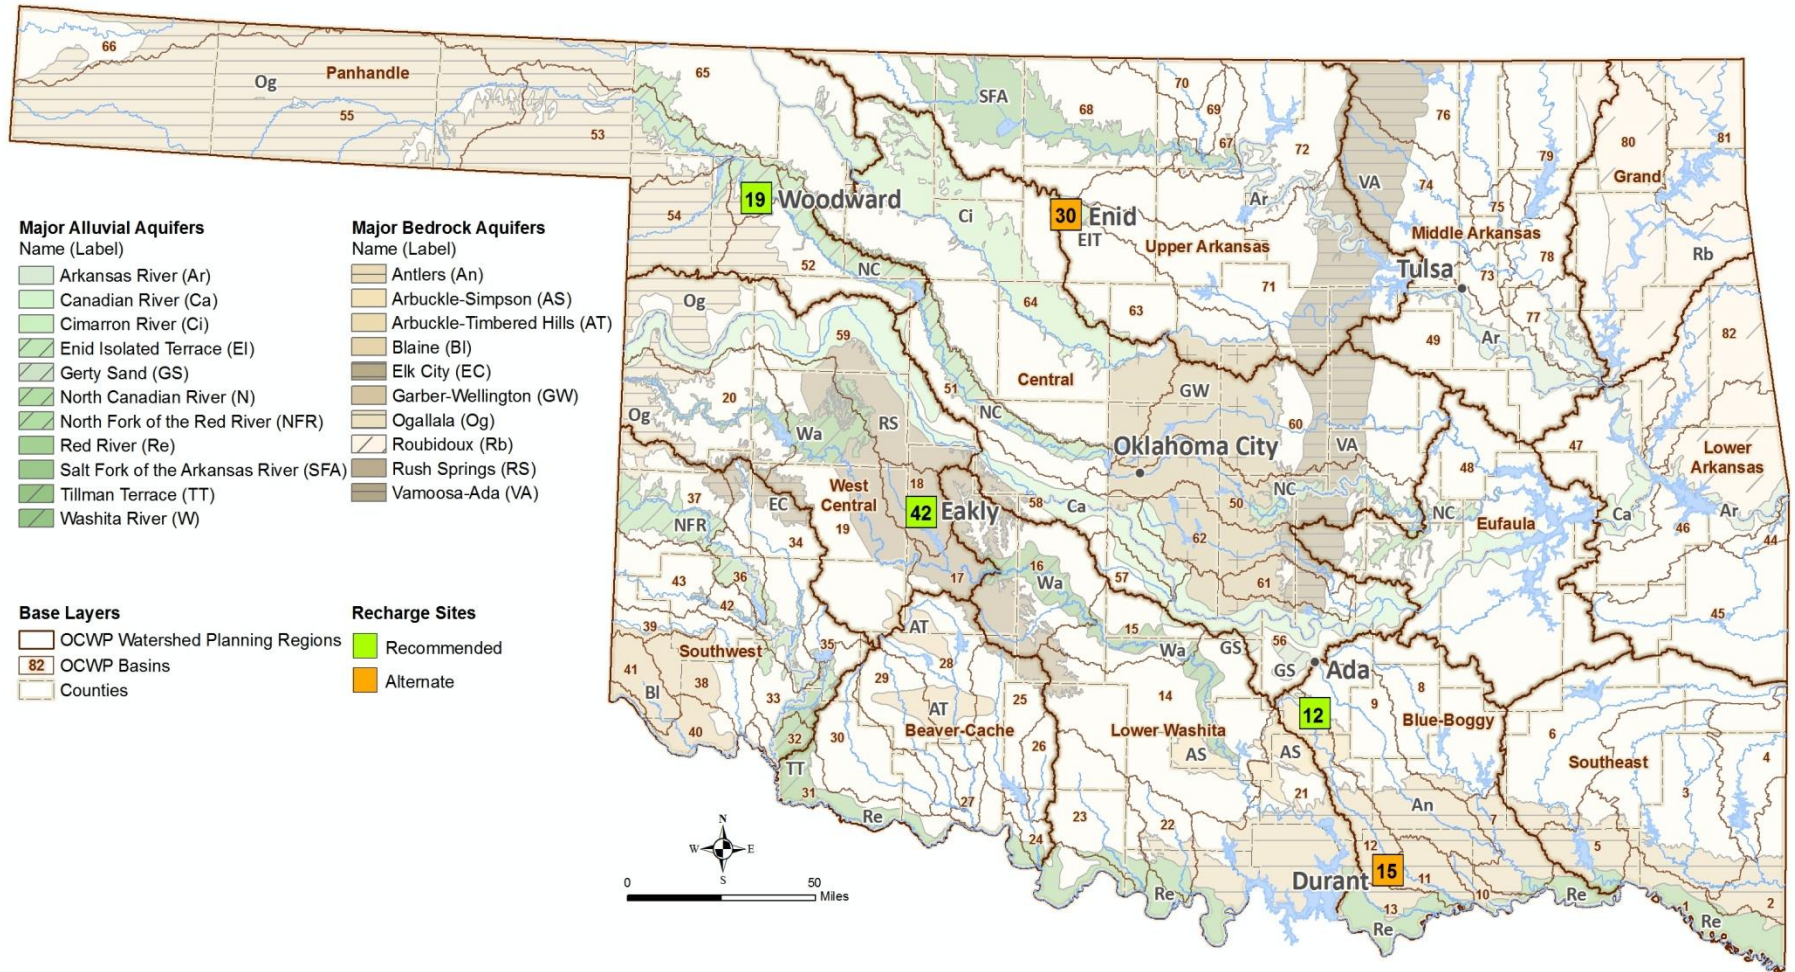 66
Og
Panhandle
55
53
65
SFA
68
70
69
67
72
76
79
80
81
Grand
VA
74
75
Middle Arkansas
78
73
Rb
Tulsa
77
82
49
Ar
54
19
Woodward
52
NC
Ci
30
Enid
EIT
Upper Arkansas
Ar
71
64
63
Major Alluvial Aquifers
Name (Label)
Arkansas River (Ar)
Canadian River (Ca)
Cimarron River (Ci)
Enid Isolated Terrace (EI)
Gerty Sand (GS)
North Canadian River (N)
North Fork of the Red River (NFR)
Red River (Re)
Salt Fork of the Arkansas River (SFA)
Tillman Terrace (TT)
Washita River (W)
Major Bedrock Aquifers
Name (Label)
Antlers (An)
Arbuckle-Simpson (AS)
Arbuckle-Timbered Hills (AT)
Blaine (Bl)
Elk City (EC)
Garber-Wellington (GW)
Ogallala (Og)
Roubidoux (Rb)
Rush Springs (RS)
Vamoosa-Ada (VA)
Og
59
51
Central
NC
GW
60
VA
Oklahoma City
Og
20
Wa
RS
47
Lower
Arkansas
48
37
NFR
EC
West
Central
19
18
42
Eakly
58
Ca
50
NC
NC
Eufaula
Ca
46
Ar
44
34
62
43
36
42
17
16
Wa
57
61
45
Base Layers
OCWP Watershed Planning Regions
82
OCWP Basins
Counties
Recharge Sites
Recommended
Alternate
39
Southwest
35
AT
28
15
Wa
GS
56
GS
Ada
41
Bl
38
40
33
29
AT
25
14
12
9
8
Blue-Boggy
6
Southeast
4
3
32
30
Beaver-Cache
26
Lower Washita
AS
AS
TT
31
27
21
An
7
Re
24
23
22
12
5
N
W
E
S
0
50
Miles
Durant
15
11
10
13
Re
Re
Re
1
Re
2